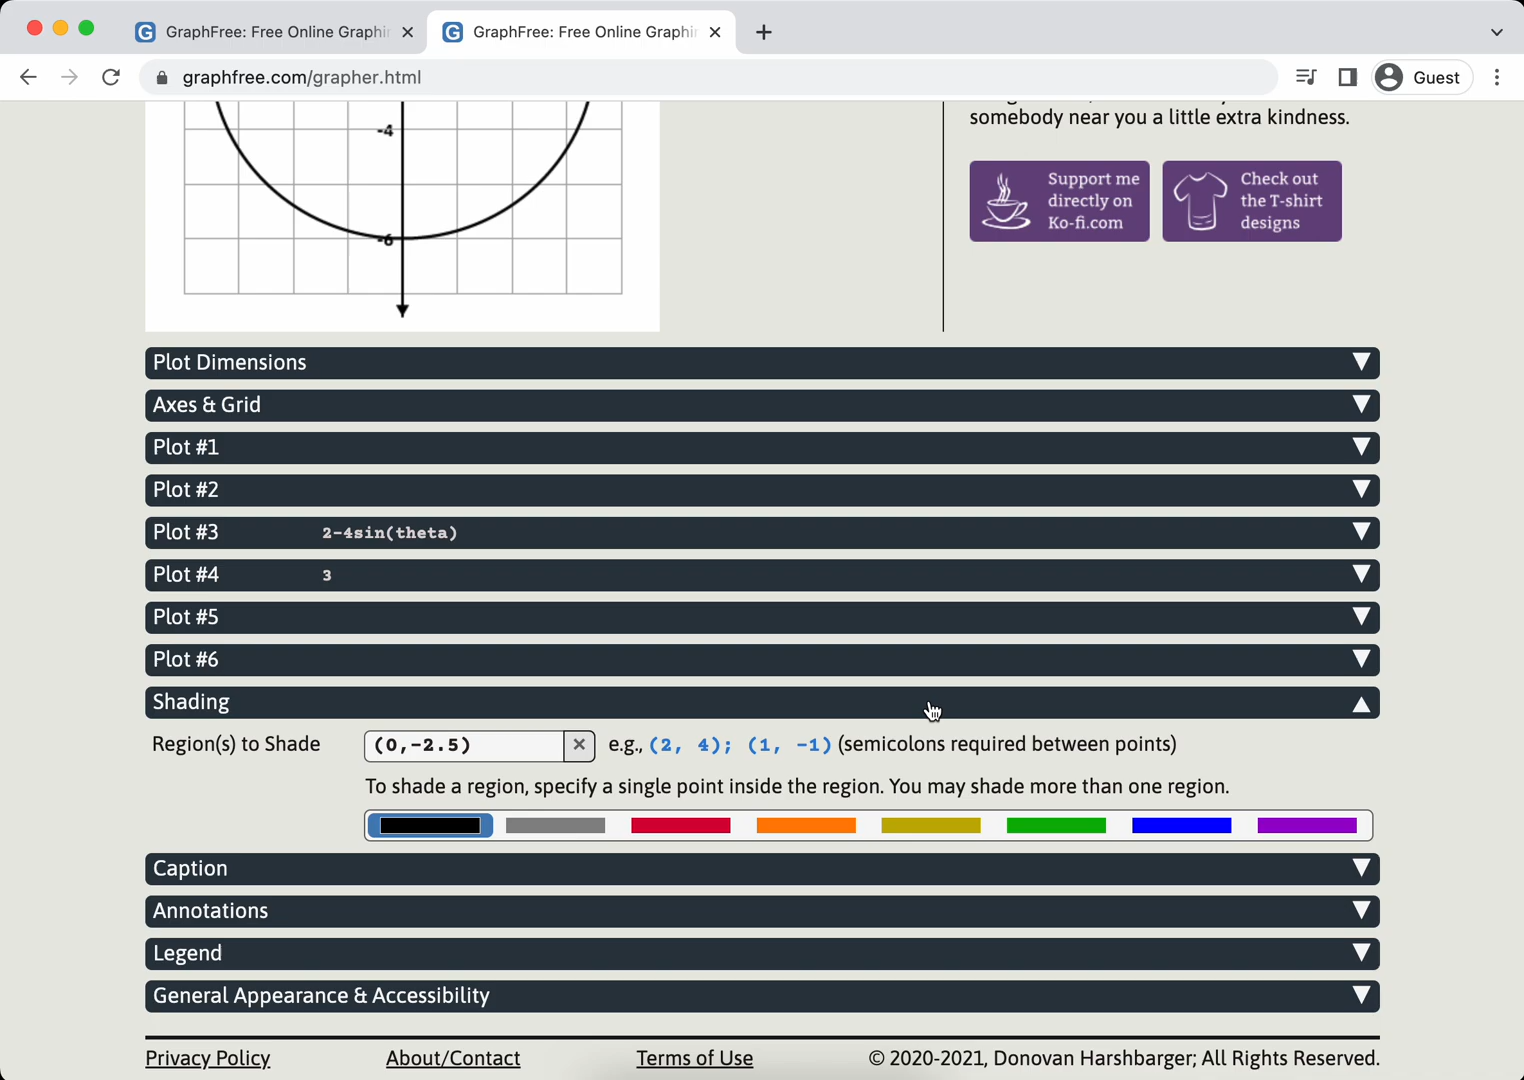 GraphFree: Free Online Graphi
GraphFree: Free Online Graphi
graphfree.com/grapher.html
Guest
somebody near you a little extra kindness.
-4
-6
Support me
directly on
Ko-fi.com
Check out
the T-shirt
designs
Plot Dimensions
Axes & Grid
Plot #1
Plot #2
Plot #3 2-4sin(theta)
Plot #4 3
Plot #5
Plot #6
Shading
Region(s) to Shade (0,-2.5) e.g., (2, 4); (1, -1) (semicolons required between points)
To shade a region, specify a single point inside the region. You may shade more than one region.
Caption
Annotations
Legend
General Appearance & Accessibility
Privacy Policy About/Contact Terms of Use © 2020-2021, Donovan Harshbarger; All Rights Reserved.